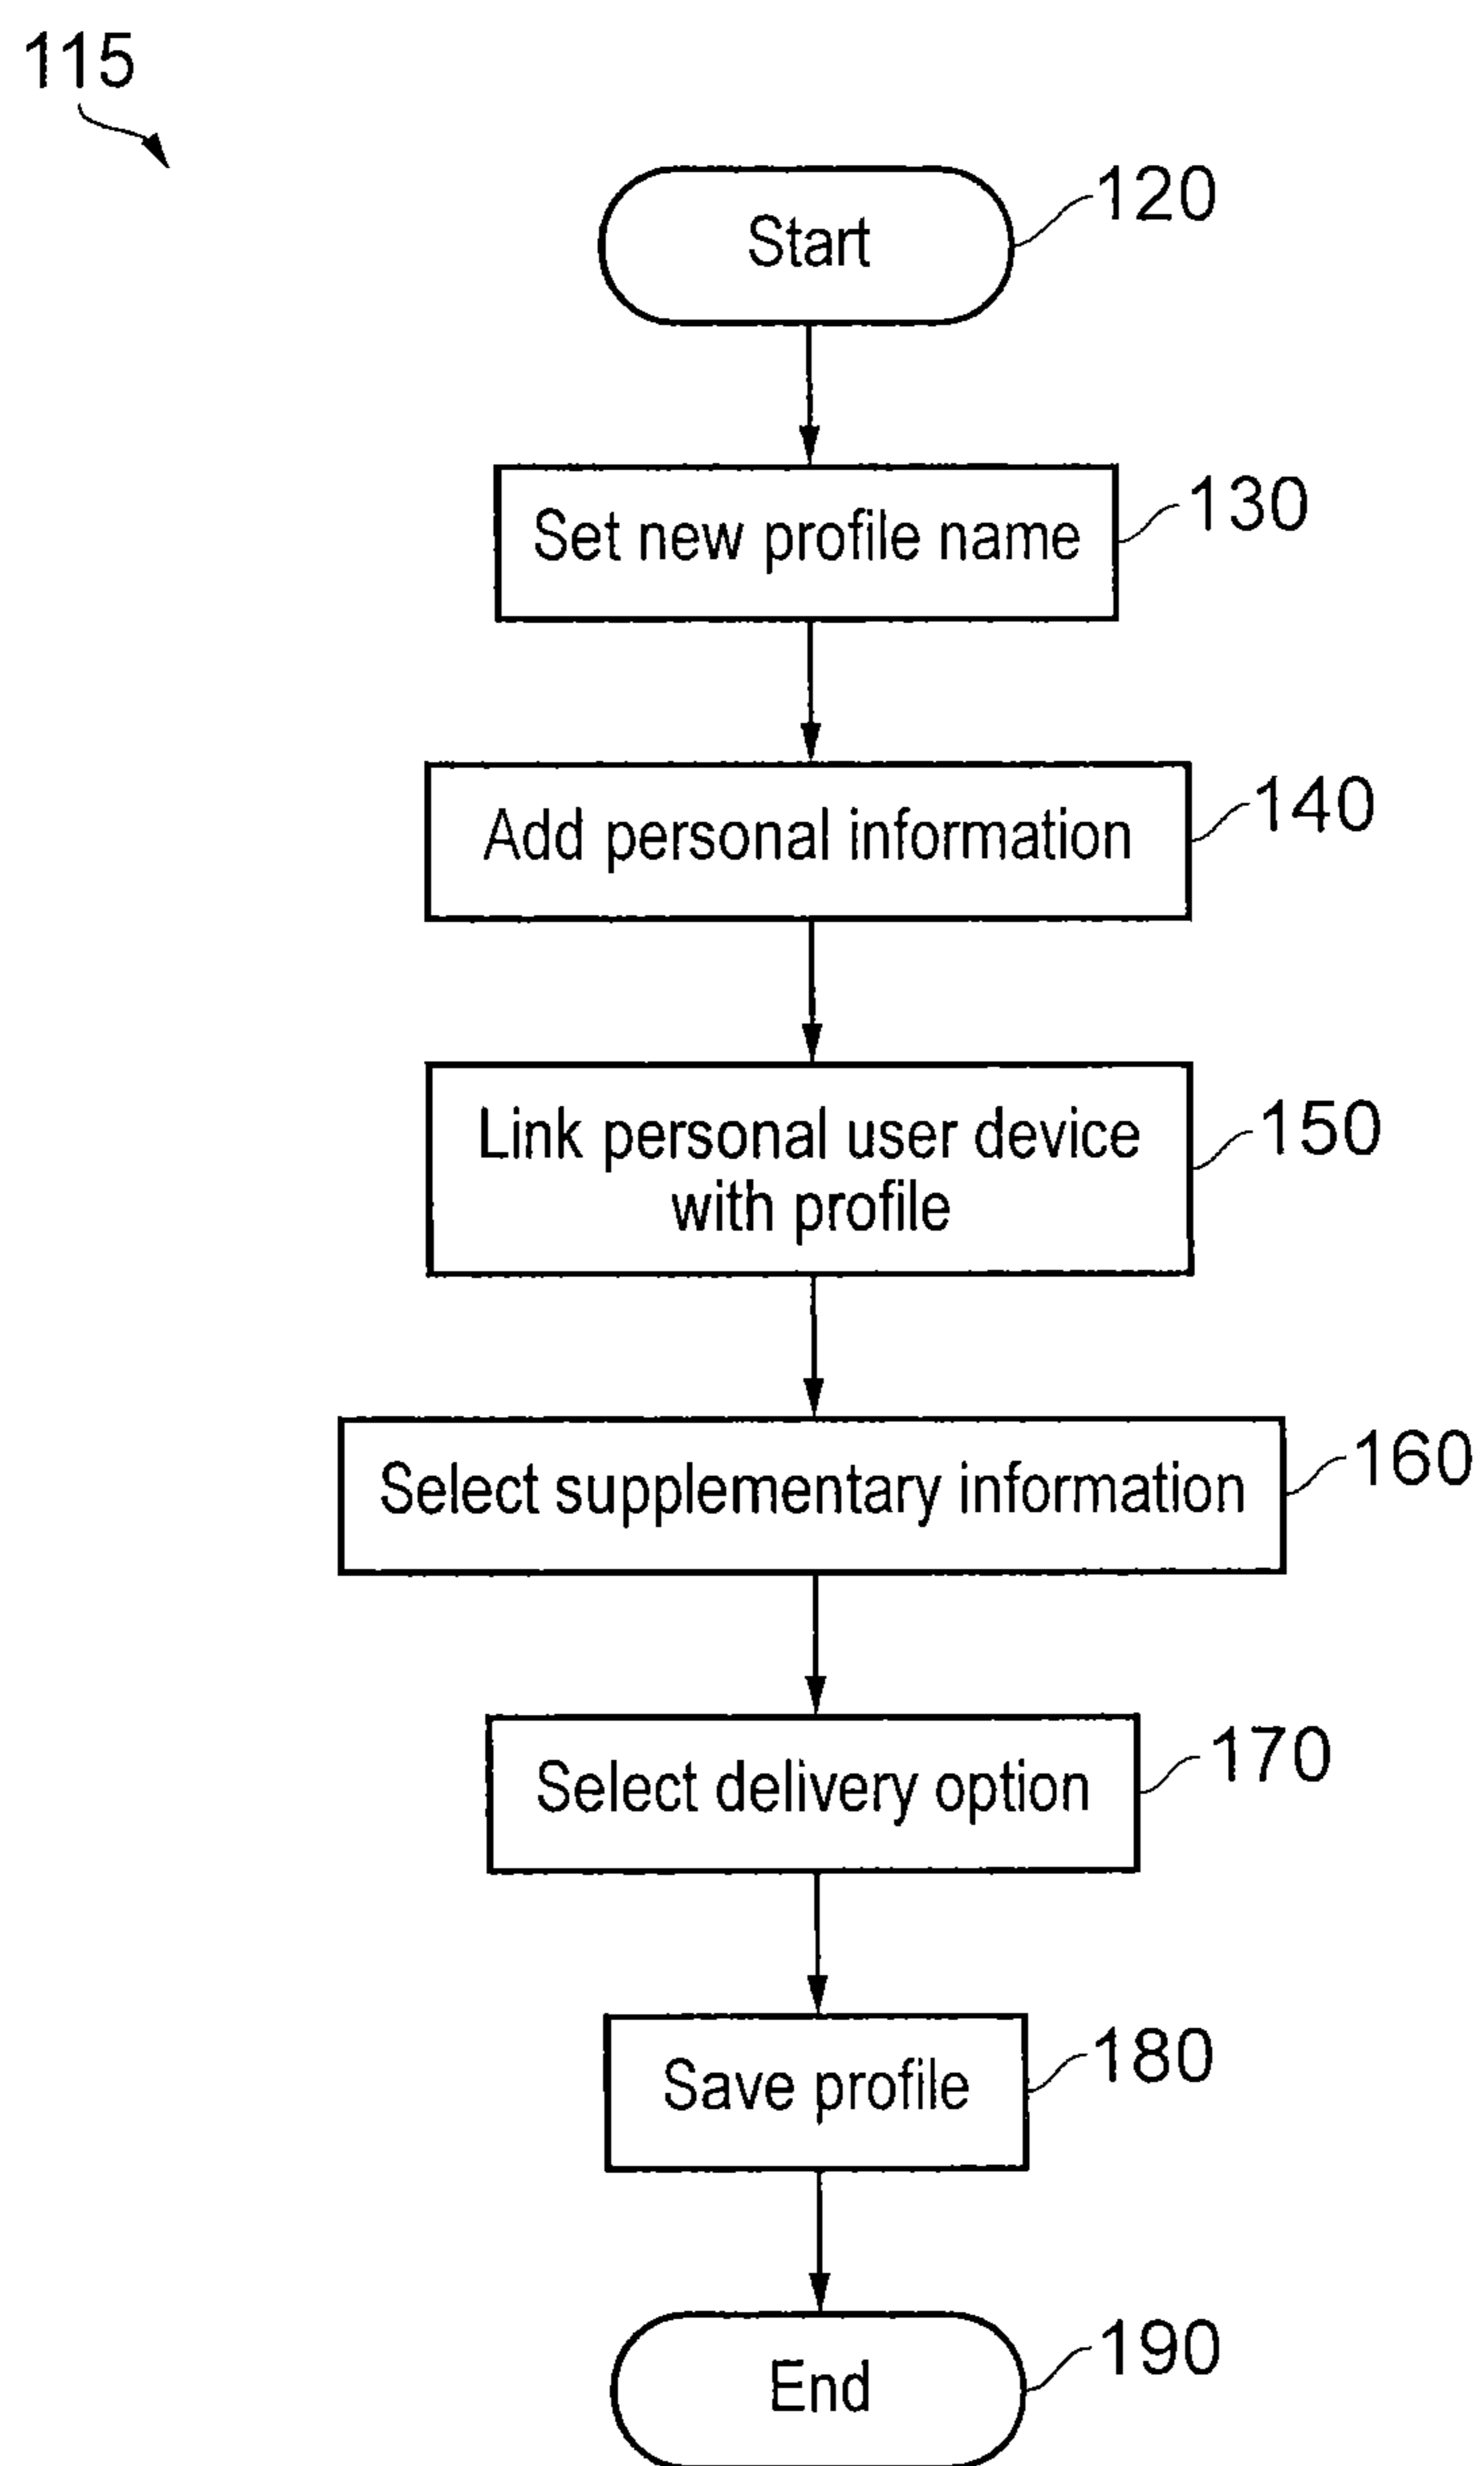 115
Start
120
Set new profile name
130
Add personal information
140
Link personal user device
with profile
150
Select supplementary information
160
Select delivery option
170
Save profile
180
End
190